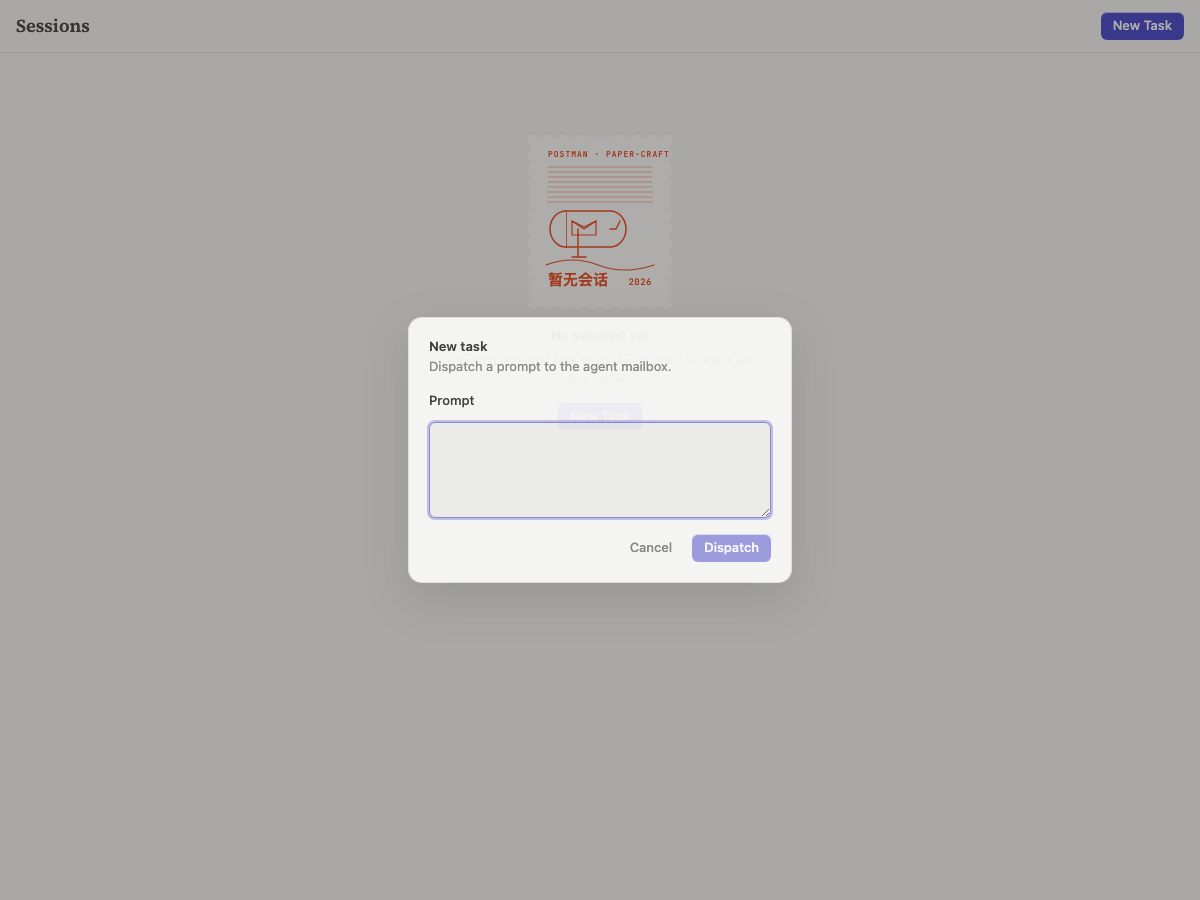 Sessions
New Task
POSTMAN · PAPER-CRAFT
暂无会话
2026
No sessions yet
New task
Dispatch a prompt to the agent mailbox.
Prompt
New Task
Cancel
Dispatch